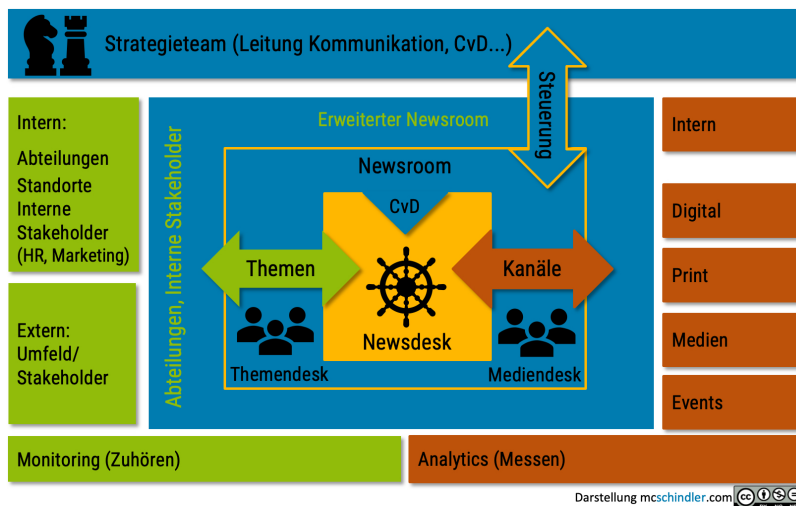 Strategieteam (Leitung Kommunikation, CvD...)
Steuerung
Intern:
Abteilungen
Standorte
Interne
Stakeholder
(HR, Marketing)
Extern:
Umfeld/
Stakeholder
Abteilungen, Interne Stakeholder
Erweiterter Newsroom
Newsroom
CvD
Themen
Kanäle
Newsdesk
Themendesk
Mediendesk
Intern
Digital
Print
Medien
Events
Monitoring (Zuhören)
Analytics (Messen)
Darstellung mcschindler.com
cc